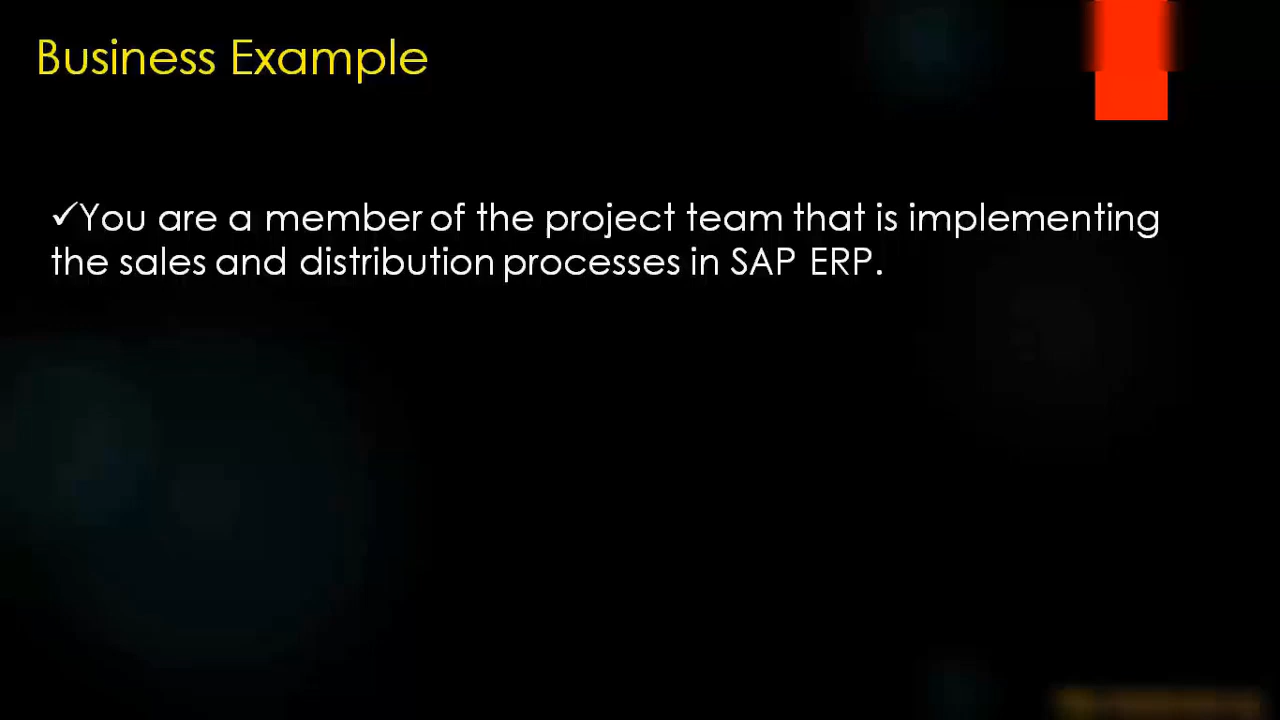 Business Example
✓You are a member of the project team that is implementing
the sales and distribution processes in SAP ERP.